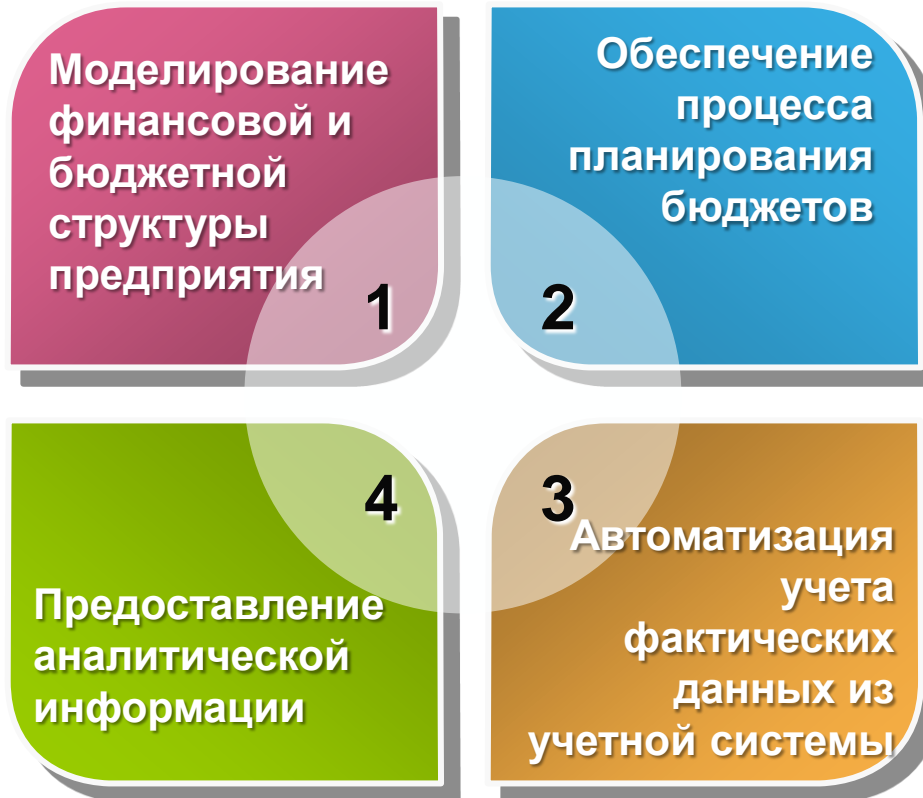 Моделирование
финансовой и
бюджетной
структуры
предприятия
1
Обеспечение
процесса
планирования
бюджетов
2
3
Автоматизация
учета
фактических
данных из
учетной системы
4
Предоставление
аналитической
информации